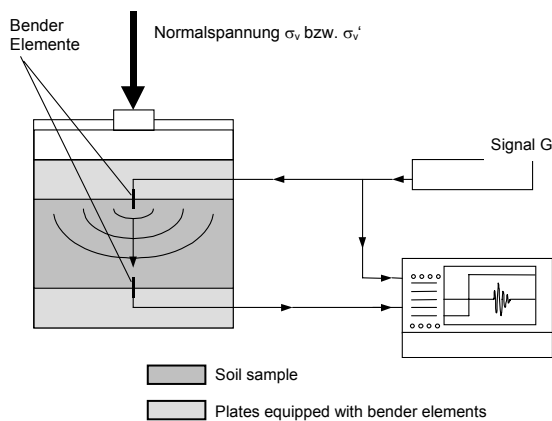 Bender
Elemente
Normalspannung σv bzw. σv‘
Signal G
Soil sample
Plates equipped with bender elements